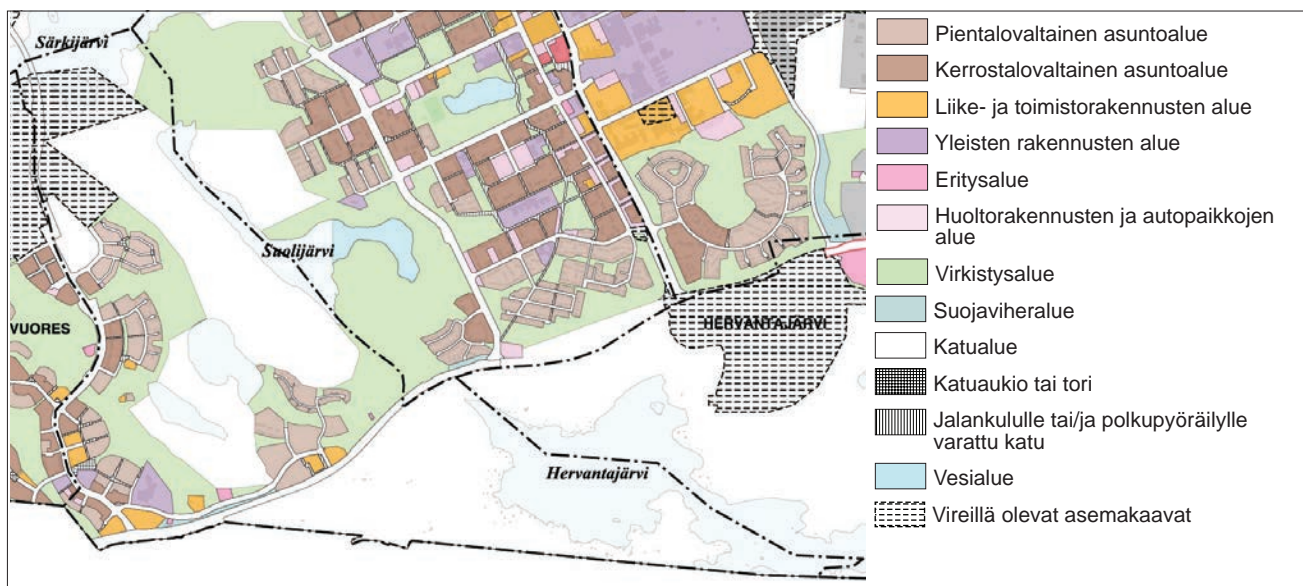 Särkijärvi
Suolijärvi
VUORES
HERVANTAJÄRVI
Hervantajärvi
Pientalovaltainen asuntoalue
Kerrostalovaltainen asuntoalue
Liike- ja toimistorakennusten alue
Yleisten rakennusten alue
Eritysalue
Huoltorakennusten ja autopaikkojen
alue
Virkistysalue
Suojaviheralue
Katualue
Katuaukio tai tori
Jalankululle tai/ja polkupyöräilylle
varattu katu
Vesialue
Vireillä olevat asemakaavat